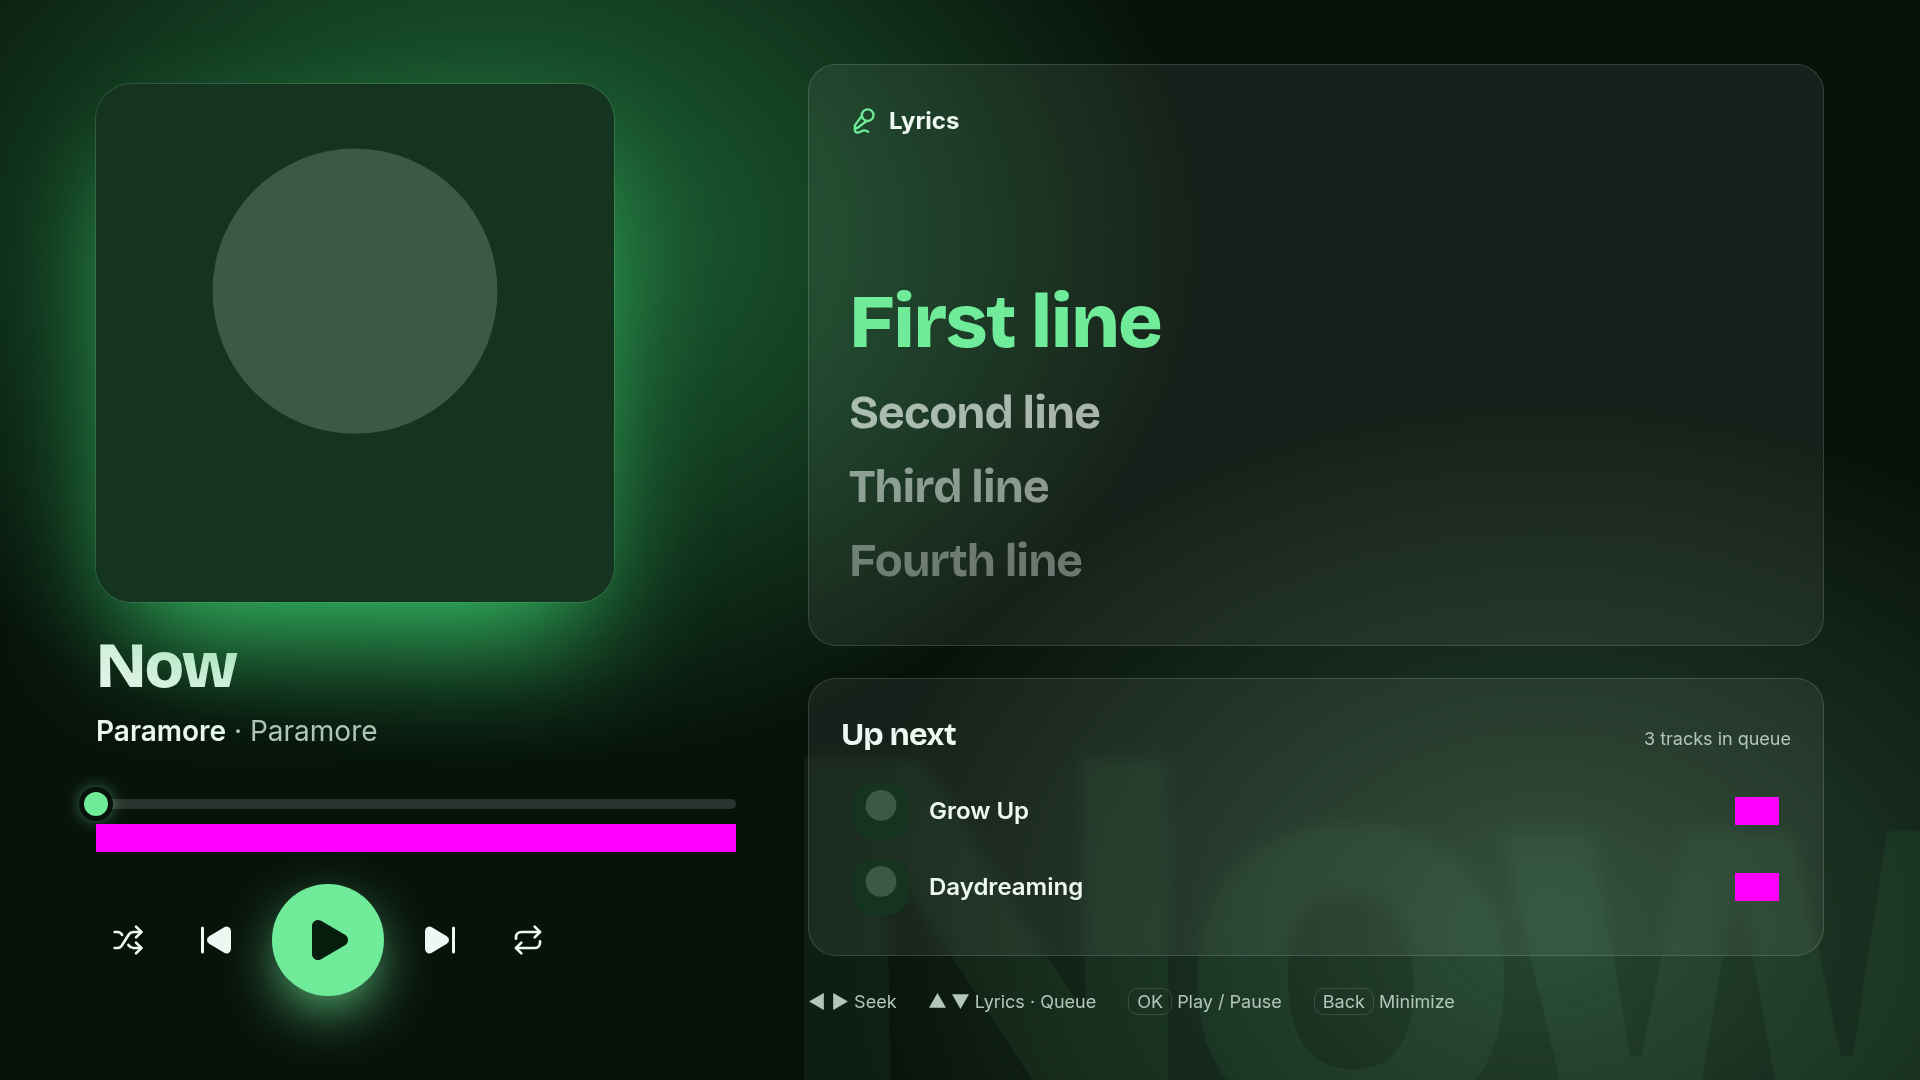 Lyrics
First line
Second line
Third line
Fourth line
Now
Paramore · Paramore
Up next
3 tracks in queue
Grow Up
Daydreaming
Seek
Lyrics · Queue
OK Play / Pause
Back Minimize
Now